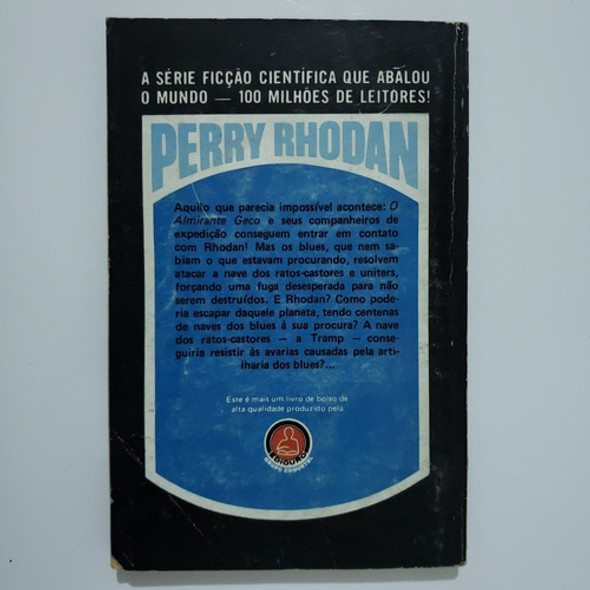 A SÉRIE FICÇÃO CIENTÍFICA QUE ABALOU
O MUNDO — 100 MILHÕES DE LEITORES!
PERRY RHODAN
Aquilo que parecia impossível acontece: O
Almirante Geco e seus companheiros de
expedição conseguem entrar em contato
com Rhodan! Mas os blues, que nem sa-
biam o que estavam procurando, resolvem
atacar a nave dos ratos-castores e uniters,
forçando uma fuga desesperada para não
serem destruídos. E Rhodan? Como pode-
ria escapar daquele planeta, tendo centenas
de naves dos blues à sua procura? A nave
dos ratos-castores — a Tramp — conse-
guiria resistir às avarias causadas pela arti-
lharia dos blues?...
Este é mais um livro de bolso de
alta qualidade produzido pela
EDIOURO
GRUPO COQUETEL